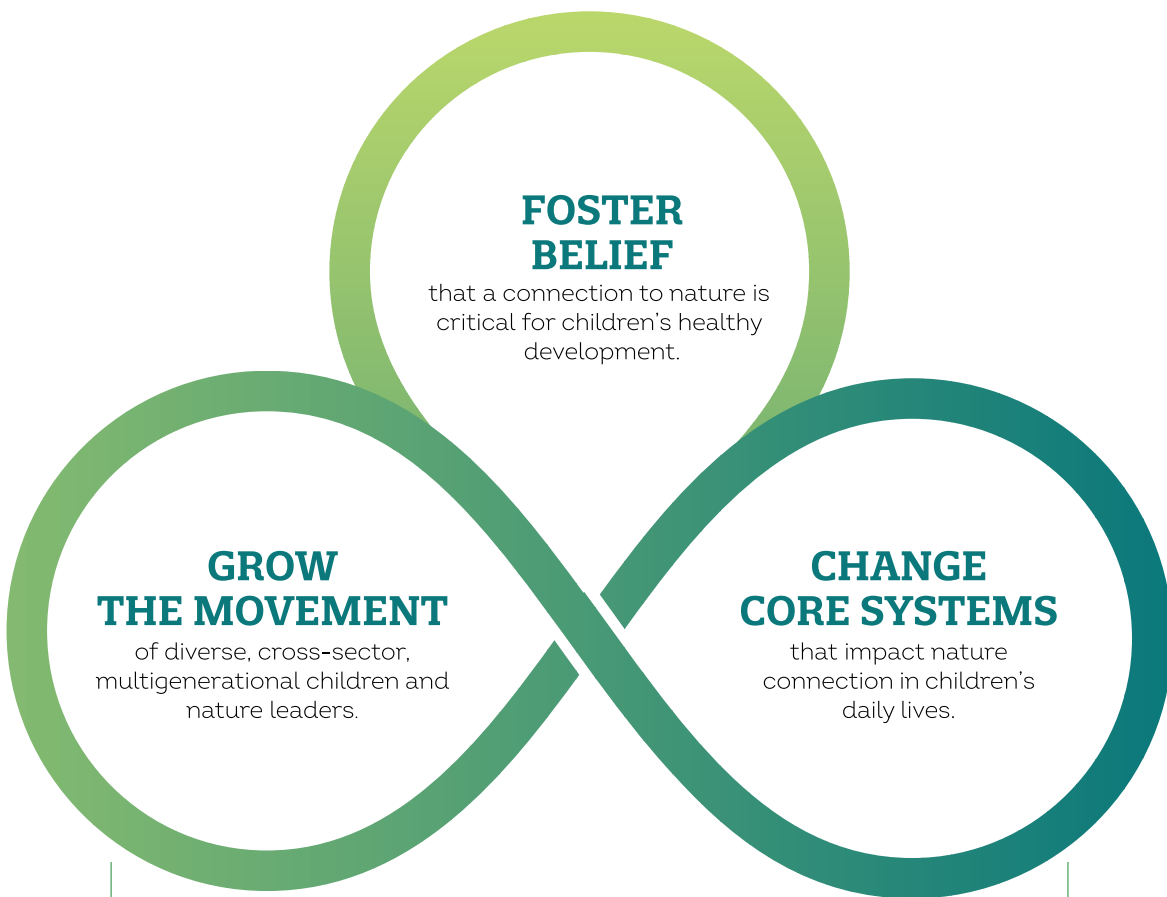 FOSTER
BELIEF
that a connection to nature is
critical for children’s healthy
development.
GROW
THE MOVEMENT
of diverse, cross-sector,
multigenerational children and
nature leaders.
CHANGE
CORE SYSTEMS
that impact nature
connection in children’s
daily lives.